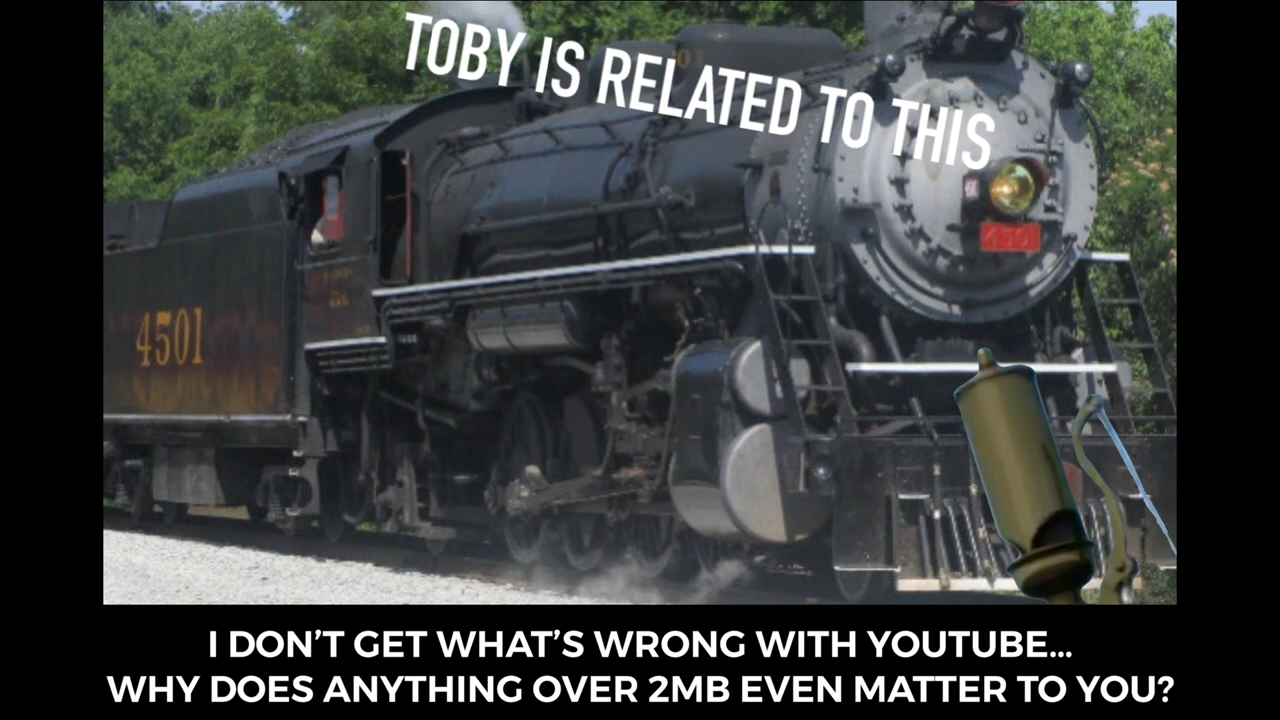 TOBY IS RELATED TO THIS
4501
4501
I DON'T GET WHAT'S WRONG WITH YOUTUBE...
WHY DOES ANYTHING OVER 2MB EVEN MATTER TO YOU?